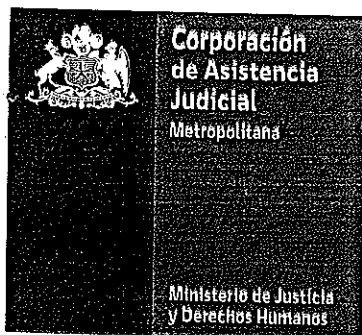 Corporación
de Asistencia
Judicial
Metropolitana
Ministerio de Justicia
y Derechos Humanos